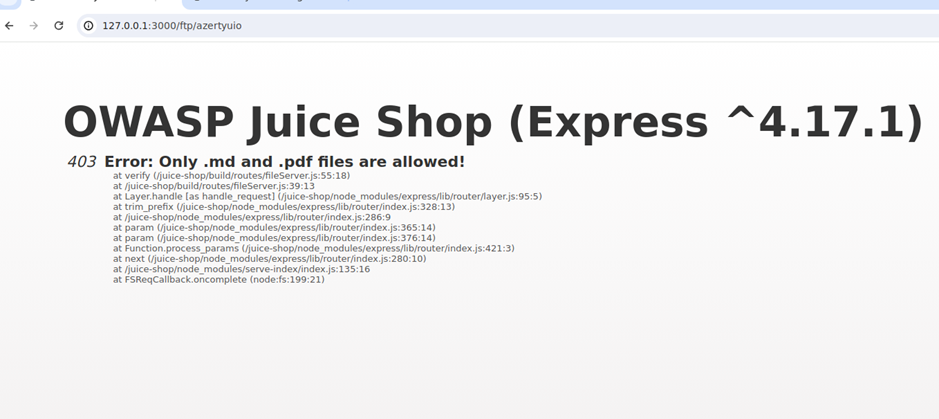 127.0.0.1:3000/ftp/azertyuio
OWASP Juice Shop (Express ^4.17.1)
403 Error: Only .md and .pdf files are allowed!
at verify (/juice-shop/build/routes/fileServer.js:55:18)
at /juice-shop/build/routes/fileServer.js:39:13
at Layer.handle [as handle_request] (/juice-shop/node_modules/express/lib/router/layer.js:95:5)
at trim_prefix (/juice-shop/node_modules/express/lib/router/index.js:328:13)
at /juice-shop/node_modules/express/lib/router/index.js:286:9
at param (/juice-shop/node_modules/express/lib/router/index.js:365:14)
at param (/juice-shop/node_modules/express/lib/router/index.js:376:14)
at Function.process_params (/juice-shop/node_modules/express/lib/router/index.js:421:3)
at next (/juice-shop/node_modules/express/lib/router/index.js:280:10)
at /juice-shop/node_modules/serve-index/index.js:135:16
at FSReqCallback.oncomplete (node:fs:199:21)